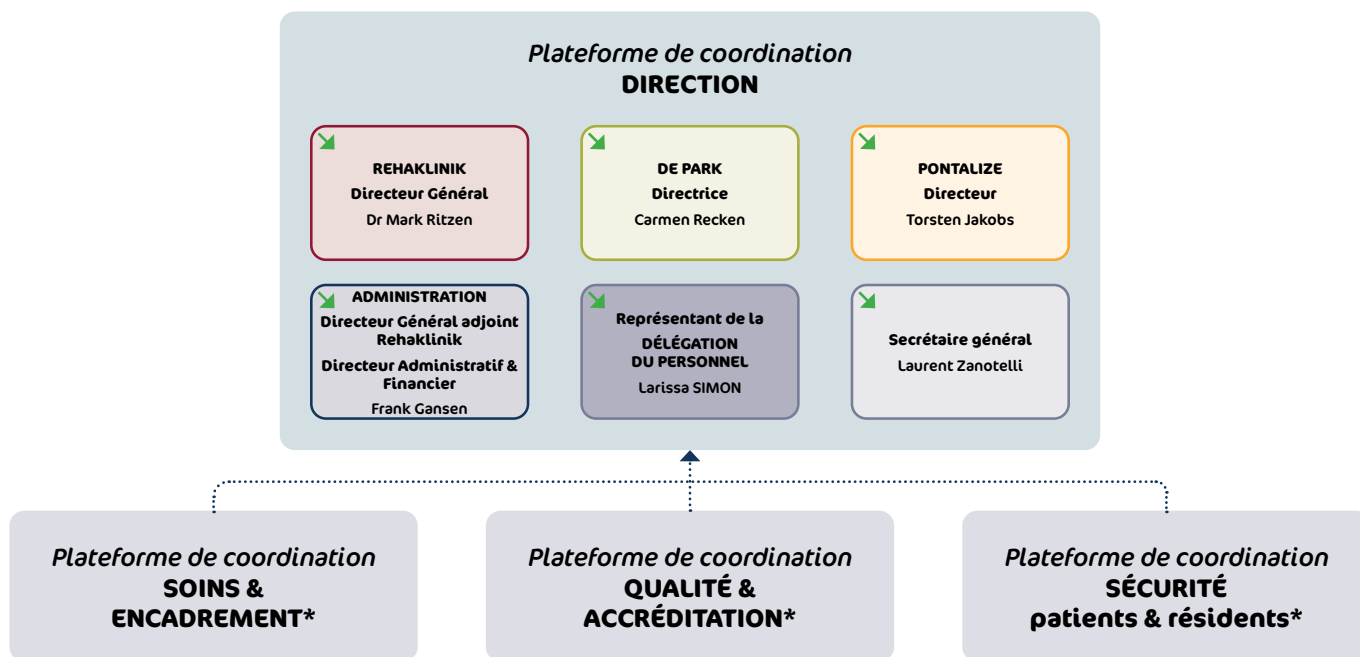 Plateforme de coordination
DIRECTION
REHAKLINIK
Directeur Général
Dr Mark Ritzen
DE PARK
Directrice
Carmen Recken
PONTALIZE
Directeur
Torsten Jakobs
ADMINISTRATION
Directeur Général adjoint
Rehaklinik
Directeur Administratif &
Financier
Frank Gansen
Représentant de la
DÉLÉGATION
DU PERSONNEL
Larissa SIMON
Secrétaire général
Laurent Zanotelli
Plateforme de coordination
SOINS &
ENCADREMENT*
Plateforme de coordination
QUALITÉ &
ACCRÉDITATION*
Plateforme de coordination
SÉCURITÉ
patients & résidents*